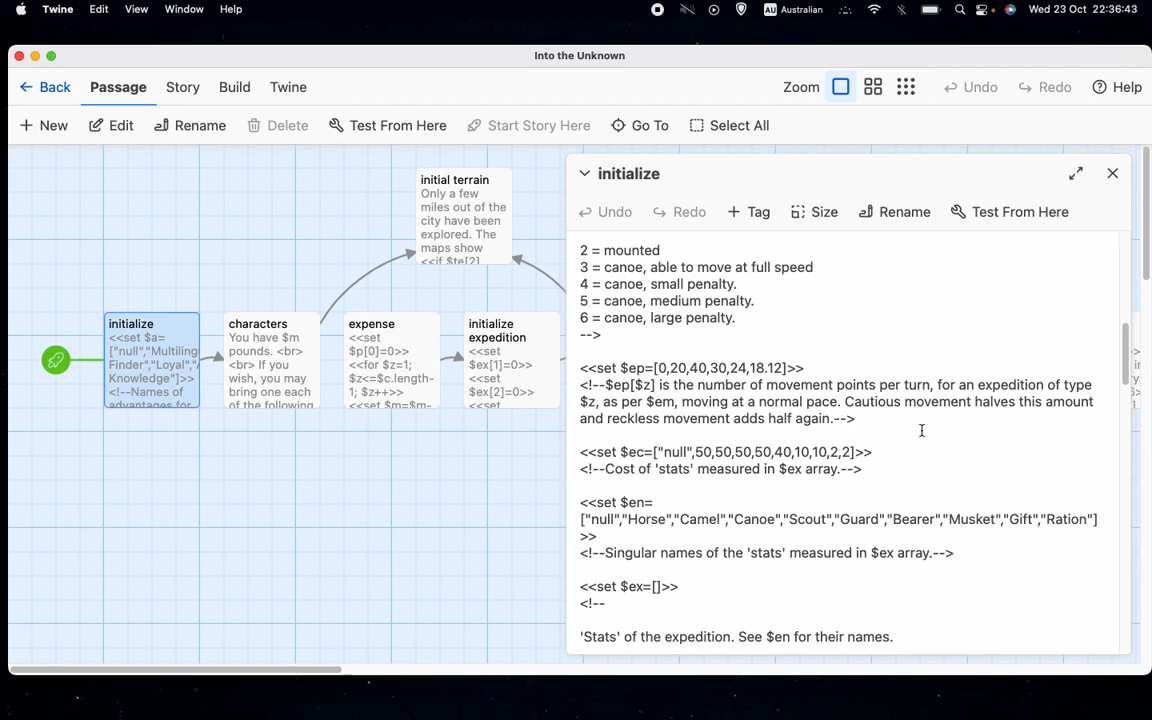 Twine Edit View Window Help
AU Australian
Wed 23 Oct 22:36:43
Into the Unknown
Back Passage Story Build Twine
Zoom Undo Redo Help
New Edit Rename Delete Test From Here Start Story Here Go To Select All
initial terrain
Only a few
miles out of the
city have been
explored. The
maps show
<<if $te[2]
initialize
<<set $a=
["null","Multiling
Finder","Loyal","
Knowledge"]>>
<!--Names of
advantages for
characters
You have $m
pounds. <br>
<br> If you
wish, you may
bring one each
of the following
expense
<<set
$p[0]=0>>
<<for $z=1;
$z<=$c.length-
1; $z++>>
<<set $m=$m-
initialize
expedition
<<set
$ex[1]=0>>
<<set
$ex[2]=0>>
<<set
initialize
Undo Redo Tag Size Rename Test From Here
2 = mounted
3 = canoe, able to move at full speed
4 = canoe, small penalty.
5 = canoe, medium penalty.
6 = canoe, large penalty.
-->
<<set $ep=[0,20,40,30,24,18.12]>>
<!--$ep[$z] is the number of movement points per turn, for an expedition of type
$z, as per $em, moving at a normal pace. Cautious movement halves this amount
and reckless movement adds half again.-->
<<set $ec=["null",50,50,50,50,40,10,10,2,2]>>
<!--Cost of 'stats' measured in $ex array.-->
<<set $en=
["null","Horse","Camel","Canoe","Scout","Guard","Bearer","Musket","Gift","Ration"]
>>
<!--Singular names of the 'stats' measured in $ex array.-->
<<set $ex=[]>>
<!--
'Stats' of the expedition. See $en for their names.